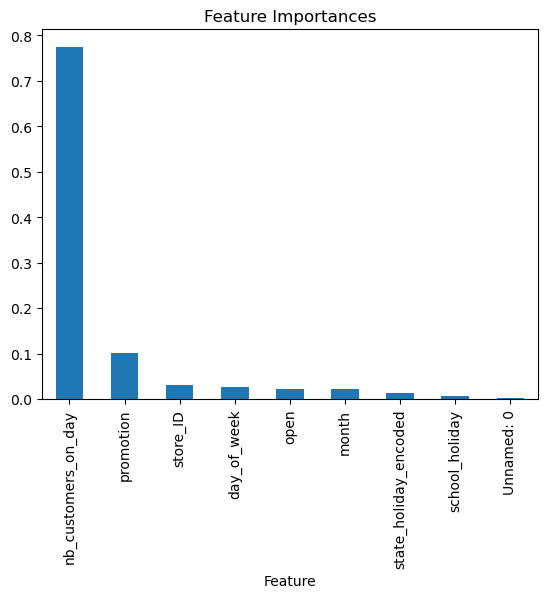 Feature Importances
0.8
0.7
0.6
0.5
0.4
0.3
0.2
0.1
0.0
nb_customers_on_day
promotion
store_ID
day_of_week
open
month
state_holiday_encoded
school_holiday
Unnamed: 0
Feature